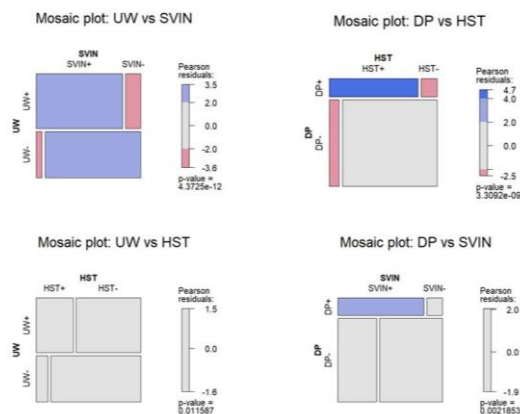 Mosaic plot: UW vs SVIN
SVIN
SVIN+ SVIN-
UW
UW+
UW-
Pearson
residuals:
3.5
2.0
0.0
-2.0
-3.6
p-value =
4.3725e-12
Mosaic plot: DP vs HST
HST
HST+ HST-
DP
DP+
DP-
Pearson
residuals:
4.7
4.0
2.0
0.0
-2.5
p-value =
3.3092e-09
Mosaic plot: UW vs HST
HST
HST+ HST-
UW
UW+
UW-
Pearson
residuals:
1.5
0.0
-1.6
p-value =
0.011587
Mosaic plot: DP vs SVIN
SVIN
SVIN+ SVIN-
DP
DP+
DP-
Pearson
residuals:
2.0
0.0
-1.9
p-value =
0.0021853